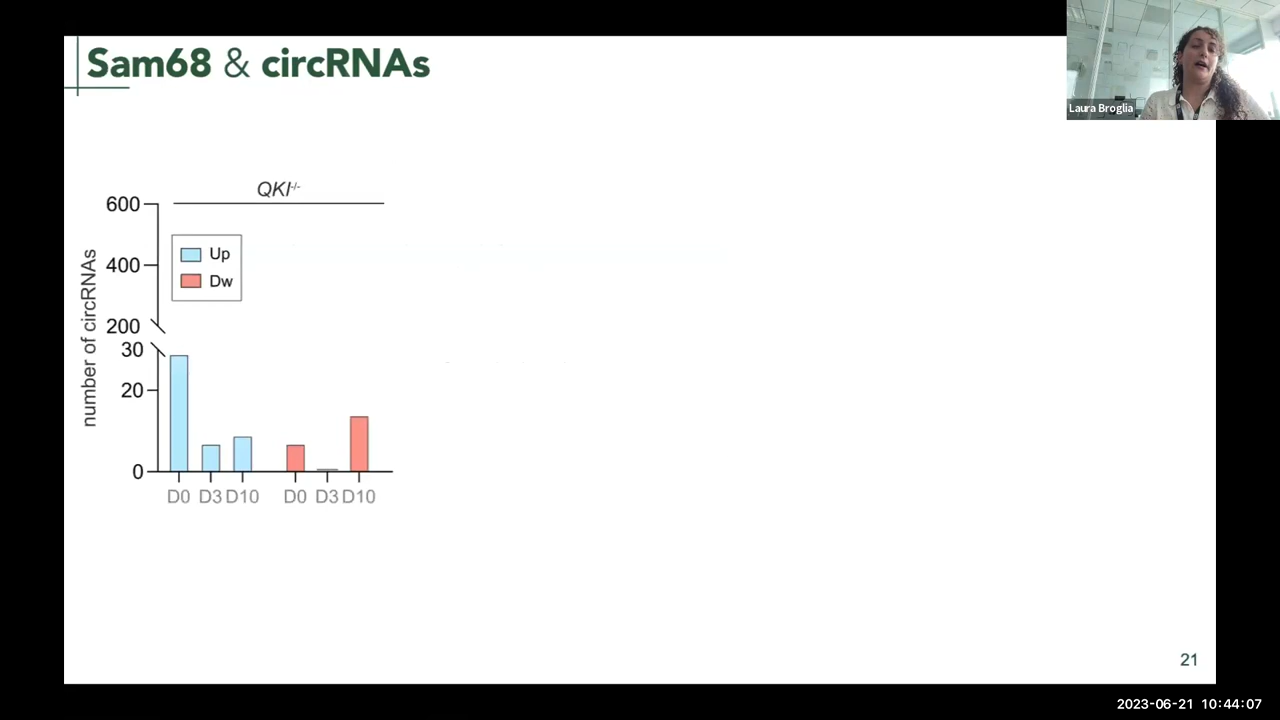 Sam68 & circRNAs
Laura Broglia
QKI-/-
600
400
200
30
20
0
number of circRNAs
Up
Dw
D0 D3 D10 D0 D3 D10
21
2023-06-21 10:44:07